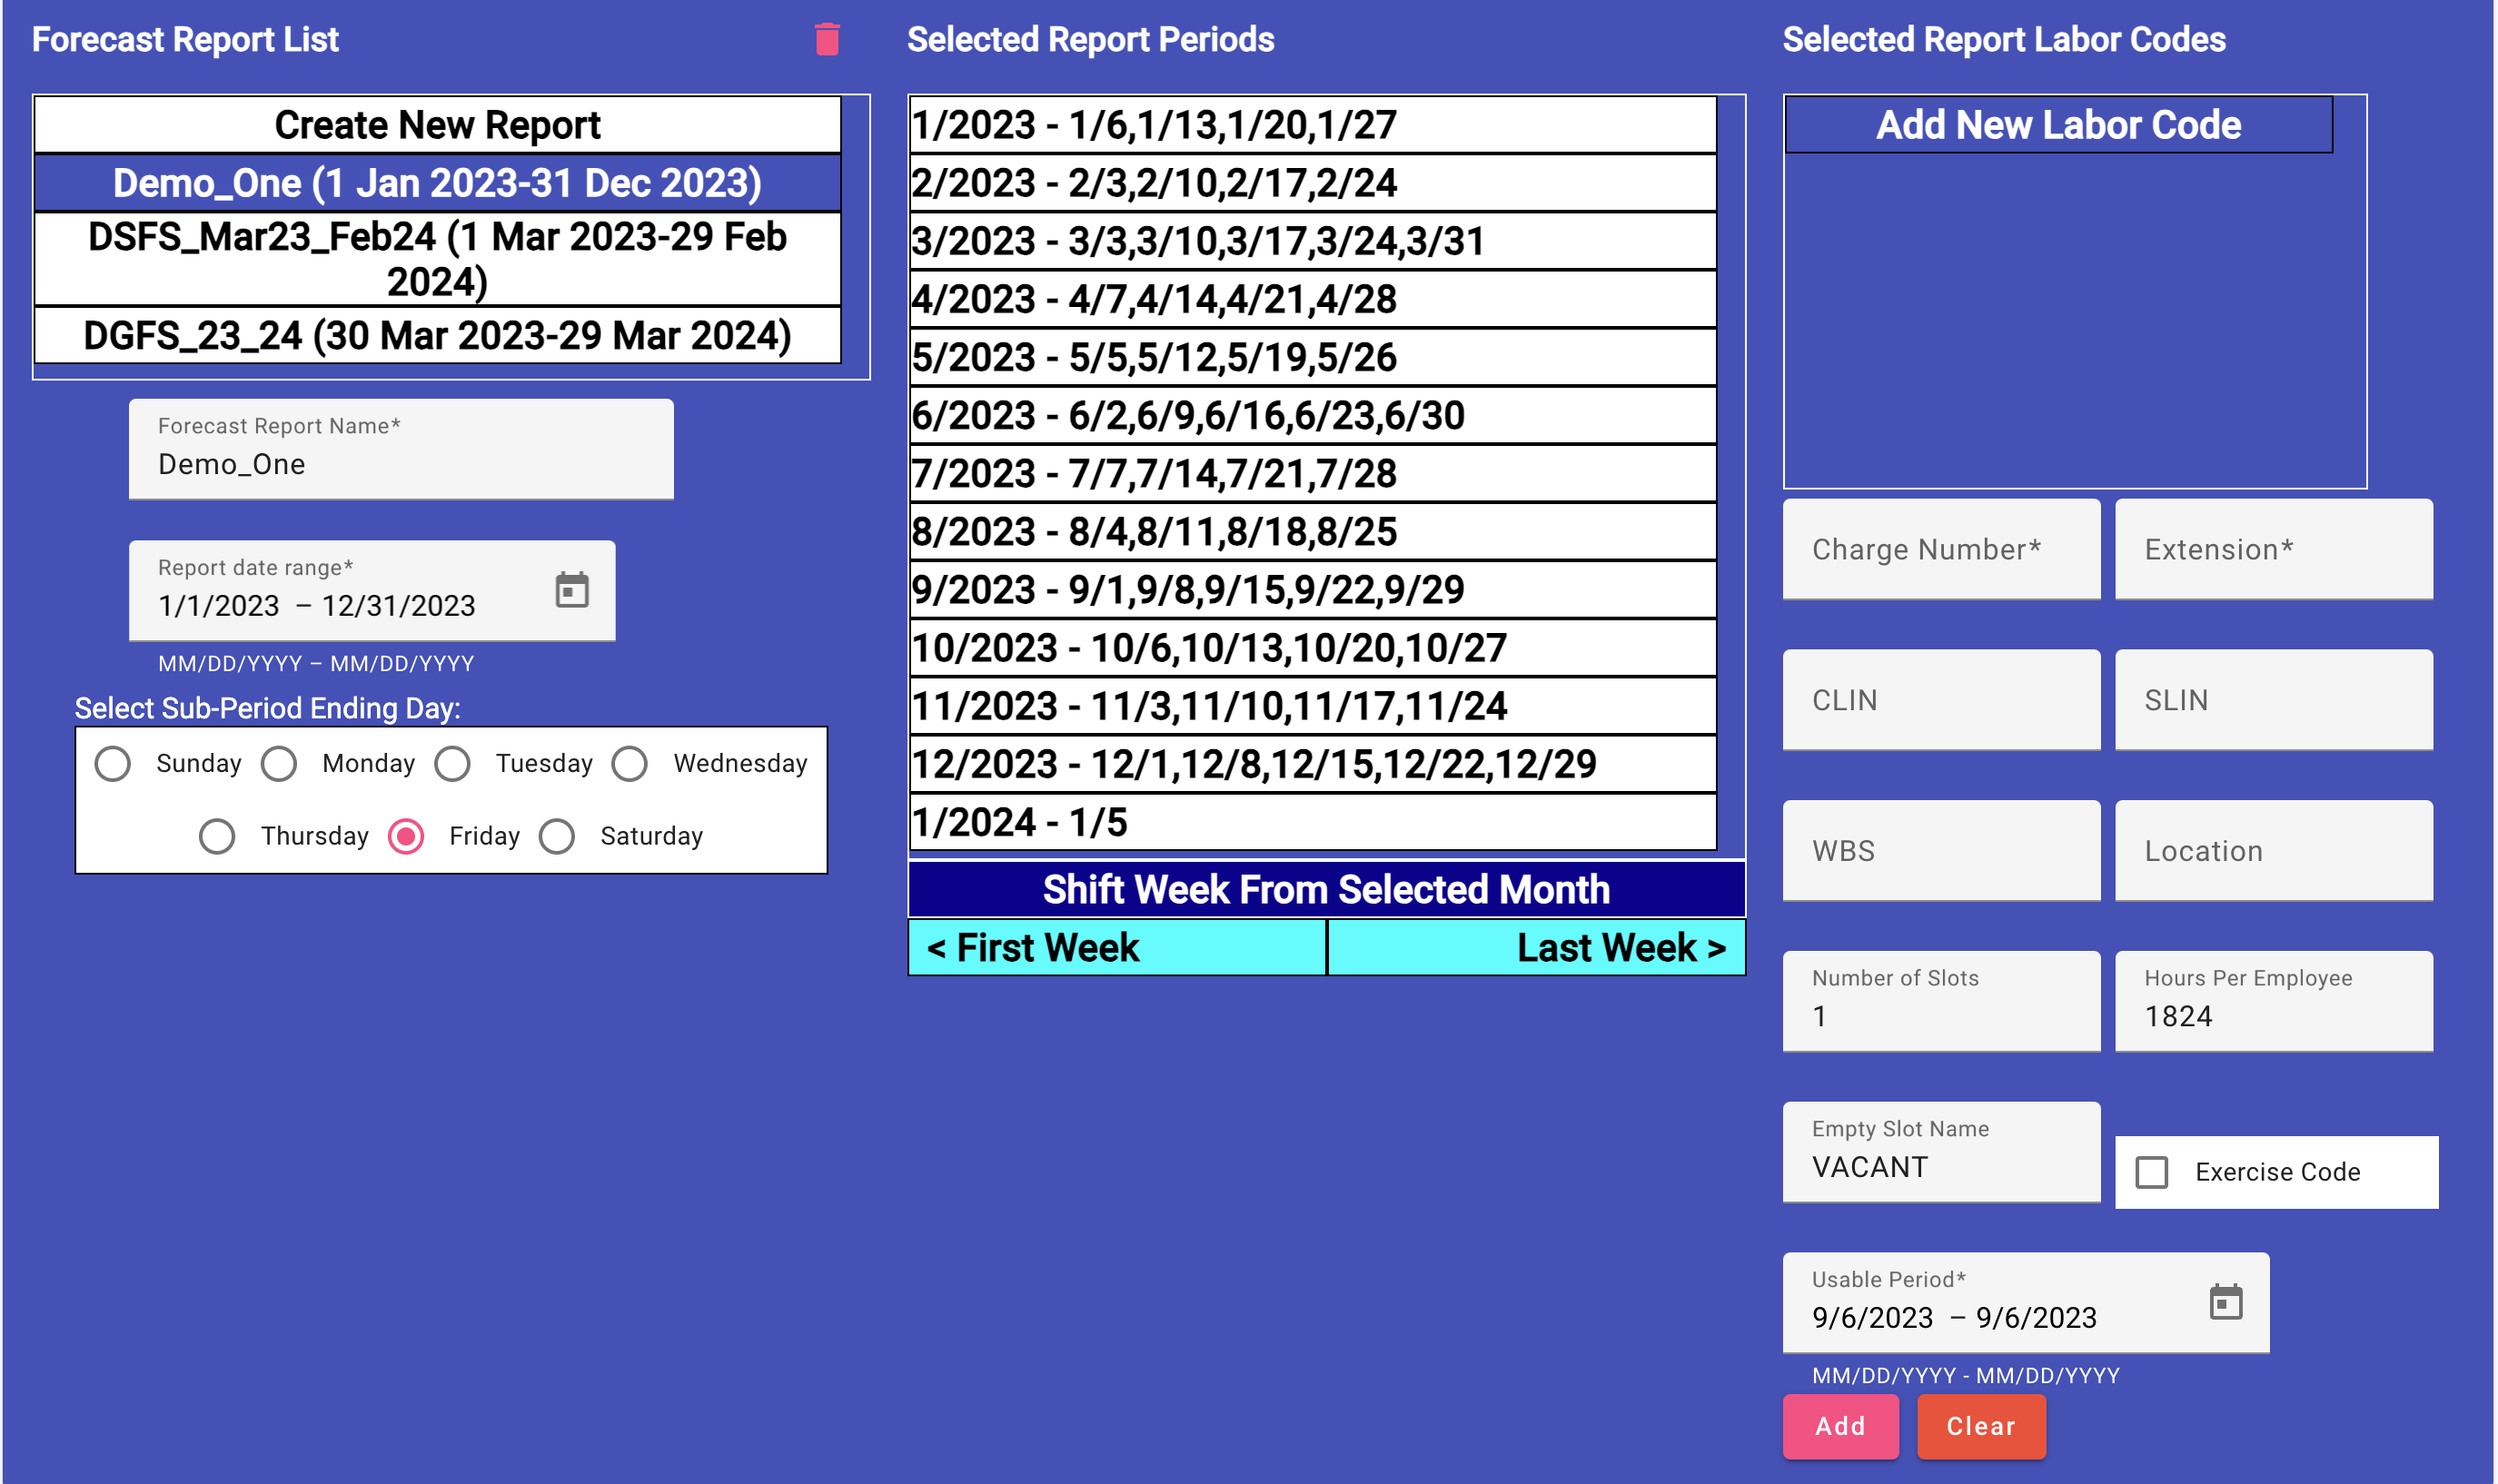 Forecast Report List
Create New Report
Demo_One (1 Jan 2023-31 Dec 2023)
DSFS_Mar23_Feb24 (1 Mar 2023-29 Feb
2024)
DGFS_23_24 (30 Mar 2023-29 Mar 2024)
Forecast Report Name*
Demo_One
Report date range*
1/1/2023 – 12/31/2023
MM/DD/YYYY – MM/DD/YYYY
Select Sub-Period Ending Day:
Sunday Monday Tuesday Wednesday
Thursday Friday Saturday
Selected Report Periods
1/2023 - 1/6,1/13,1/20,1/27
2/2023 - 2/3,2/10,2/17,2/24
3/2023 - 3/3,3/10,3/17,3/24,3/31
4/2023 - 4/7,4/14,4/21,4/28
5/2023 - 5/5,5/12,5/19,5/26
6/2023 - 6/2,6/9,6/16,6/23,6/30
7/2023 - 7/7,7/14,7/21,7/28
8/2023 - 8/4,8/11,8/18,8/25
9/2023 - 9/1,9/8,9/15,9/22,9/29
10/2023 - 10/6,10/13,10/20,10/27
11/2023 - 11/3,11/10,11/17,11/24
12/2023 - 12/1,12/8,12/15,12/22,12/29
1/2024 - 1/5
Shift Week From Selected Month
< First Week Last Week >
Selected Report Labor Codes
Add New Labor Code
Charge Number* Extension*
CLIN SLIN
WBS Location
Number of Slots Hours Per Employee
1 1824
Empty Slot Name
VACANT Exercise Code
Usable Period*
9/6/2023 – 9/6/2023
MM/DD/YYYY - MM/DD/YYYY
Add Clear